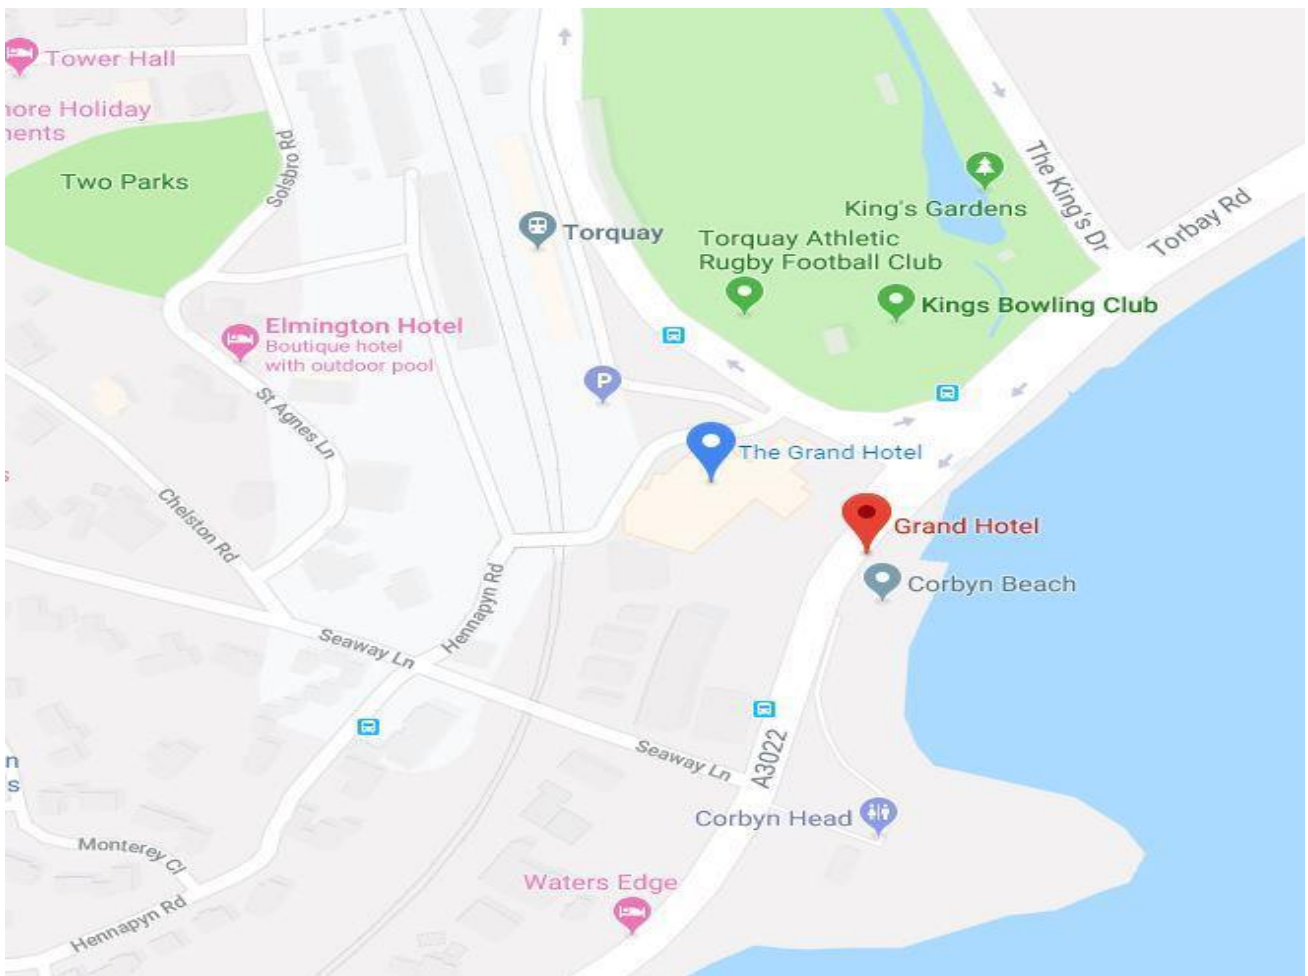 Tower Hall
Holiday
Solsbro Rd
Two Parks
The King's Dr
King's Gardens
Torbay Rd
Torquay
Torquay Athletic
Rugby Football Club
Kings Bowling Club
Elmington Hotel
Boutique hotel
with outdoor pool
P
St Agnes Ln
The Grand Hotel
Chelston Rd
Grand Hotel
Corbyn Beach
Hennapyn Rd
Seaway Ln
Seaway Ln
A3022
Corbyn Head
Monterey Cl
Waters Edge
Hennapyn Rd